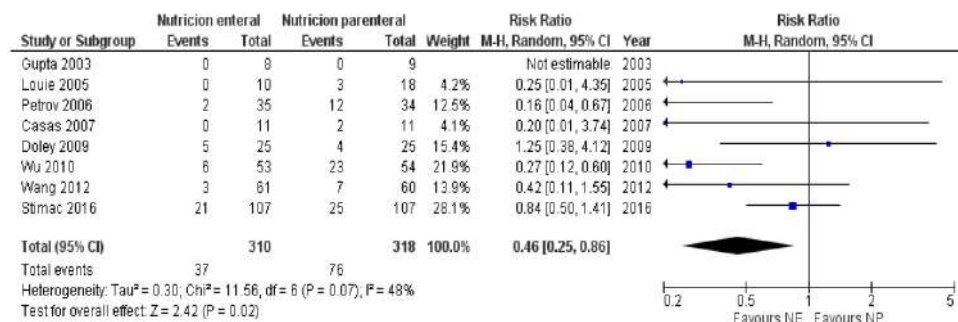 Nutricion enteral Nutricion parenteral Risk Ratio Risk Ratio
Study or Subgroup Events Total Events Total Weight M-H, Random, 95% CI Year M-H, Random, 95% CI
Gupta 2003 0 8 0 9 Not estimable 2003
Louie 2005 0 10 3 18 4.2% 0.25 [0.01, 4.35] 2005
Petrov 2006 2 35 12 34 12.5% 0.16 [0.04, 0.67] 2006
Casas 2007 0 11 2 11 4.1% 0.20 [0.01, 3.74] 2007
Doley 2009 5 25 4 25 15.4% 1.25 [0.38, 4.12] 2009
Wu 2010 6 53 23 54 21.9% 0.27 [0.12, 0.60] 2010
Wang 2012 3 61 7 60 13.9% 0.42 [0.11, 1.55] 2012
Stimac 2016 21 107 25 107 28.1% 0.84 [0.50, 1.41] 2016
Total (95% CI) 310 318 100.0% 0.46 [0.25, 0.86]
Total events 37 76
Heterogeneity: Tau² = 0.30; Chi² = 11.56, df = 6 (P = 0.07); I² = 48%
Test for overall effect: Z = 2.42 (P = 0.02)
0.2 0.5 1 2 5
Favours NE Favours NP